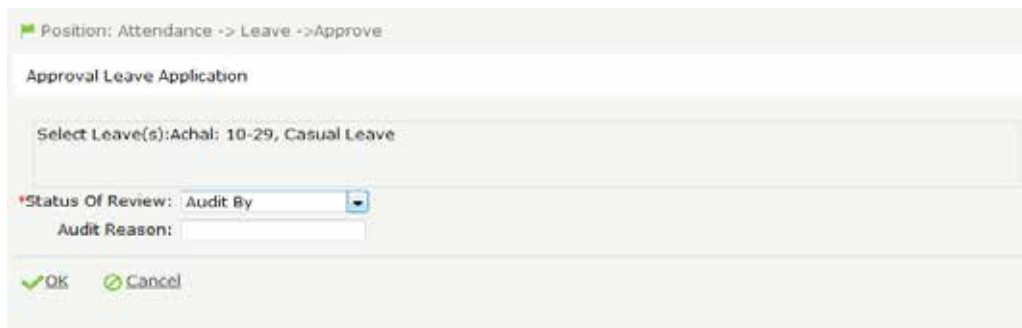 Position: Attendance -> Leave ->Approve
Approval Leave Application
Select Leave(s):Achal: 10-29, Casual Leave
*Status Of Review: Audit By
Audit Reason:
OK Cancel